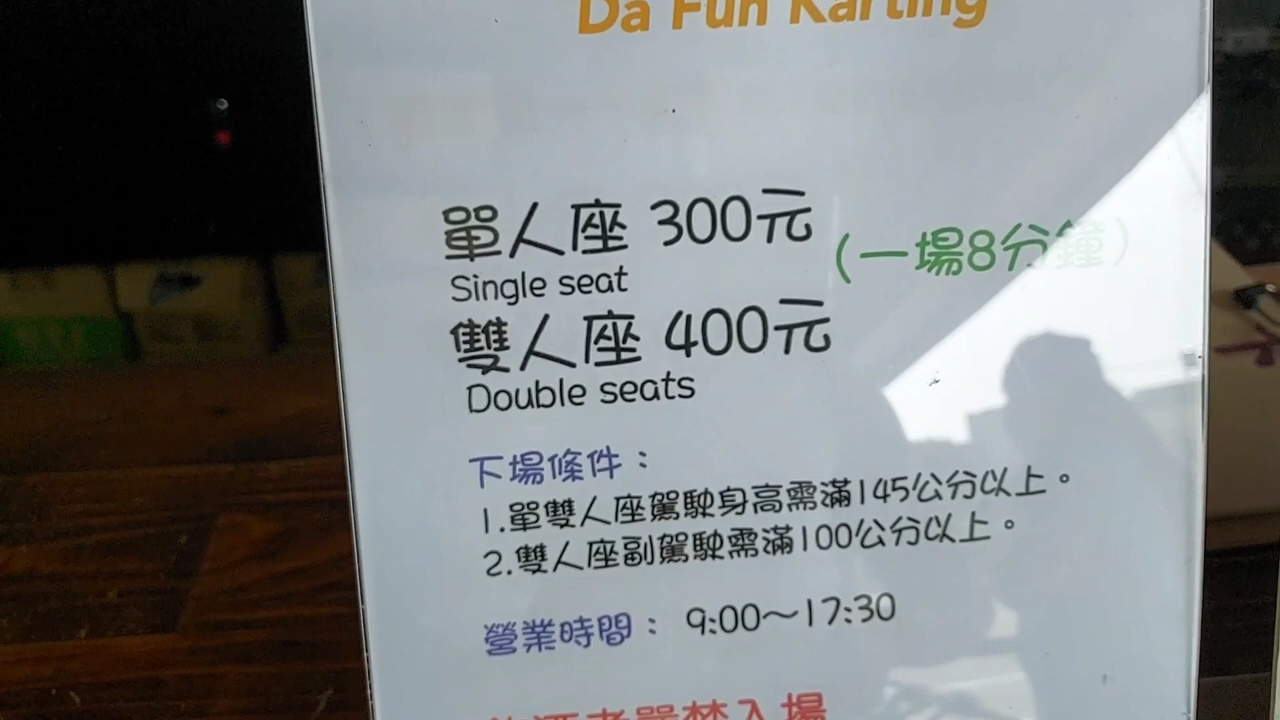 Da Fun Karting
單人座 300元
(一場8分鐘)
Single seat
雙人座 400元
Double seats
下場條件：
1.單雙人座駕駛身高需滿145公分以上。
2.雙人座副駕駛需滿100公分以上。
營業時間： 9:00～17:30
酒者嚴禁入場